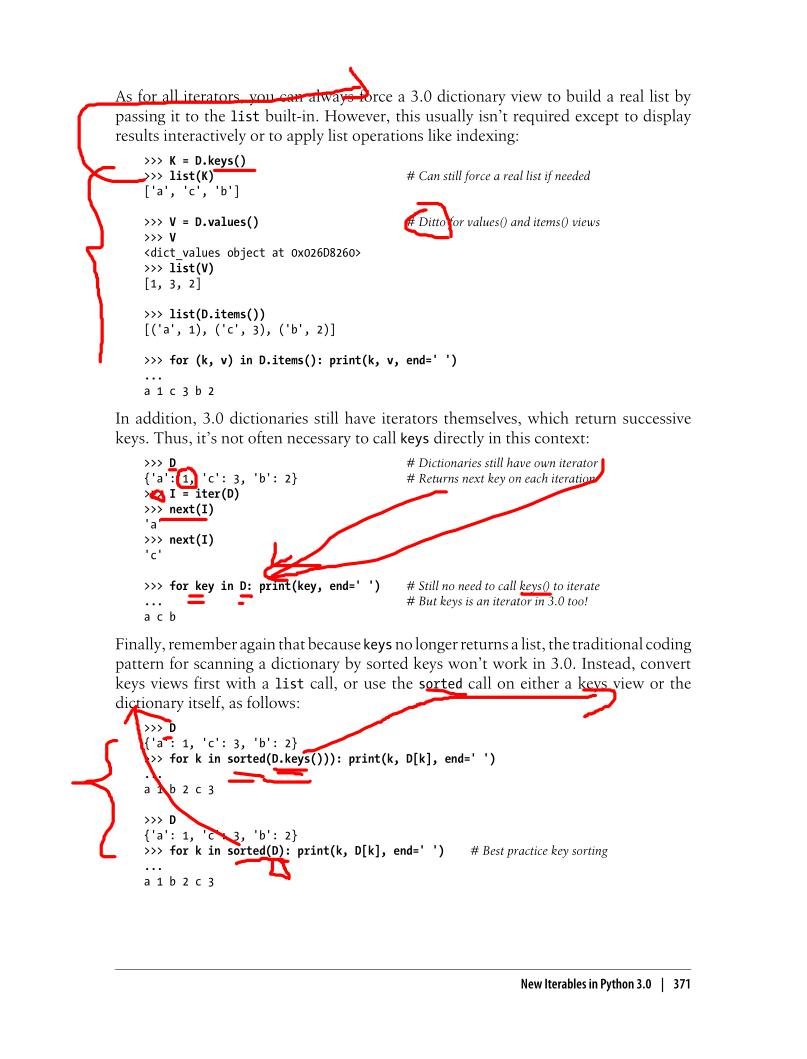 As for all iterators, you can always force a 3.0 dictionary view to build a real list by
passing it to the list built-in. However, this usually isn’t required except to display
results interactively or to apply list operations like indexing:
>>> K = D.keys()
>>> list(K) # Can still force a real list if needed
['a', 'c', 'b']
>>> V = D.values() # Ditto for values() and items() views
>>> V
<dict_values object at 0x026D8260>
>>> list(V)
[1, 3, 2]
>>> list(D.items())
[('a', 1), ('c', 3), ('b', 2)]
>>> for (k, v) in D.items(): print(k, v, end=' ')
...
a 1 c 3 b 2
In addition, 3.0 dictionaries still have iterators themselves, which return successive
keys. Thus, it’s not often necessary to call keys directly in this context:
>>> D # Dictionaries still have own iterator
{'a': 1, 'c': 3, 'b': 2} # Returns next key on each iteration
>>> I = iter(D)
>>> next(I)
'a'
>>> next(I)
'c'
>>> for key in D: print(key, end=' ') # Still no need to call keys() to iterate
... # But keys is an iterator in 3.0 too!
a c b
Finally, remember again that because keys no longer returns a list, the traditional coding
pattern for scanning a dictionary by sorted keys won’t work in 3.0. Instead, convert
keys views first with a list call, or use the sorted call on either a keys view or the
dictionary itself, as follows:
>>> D
{'a': 1, 'c': 3, 'b': 2}
>>> for k in sorted(D.keys())): print(k, D[k], end=' ')
...
a 1 b 2 c 3
>>> D
{'a': 1, 'c': 3, 'b': 2}
>>> for k in sorted(D): print(k, D[k], end=' ') # Best practice key sorting
...
a 1 b 2 c 3
New Iterables in Python 3.0 | 371